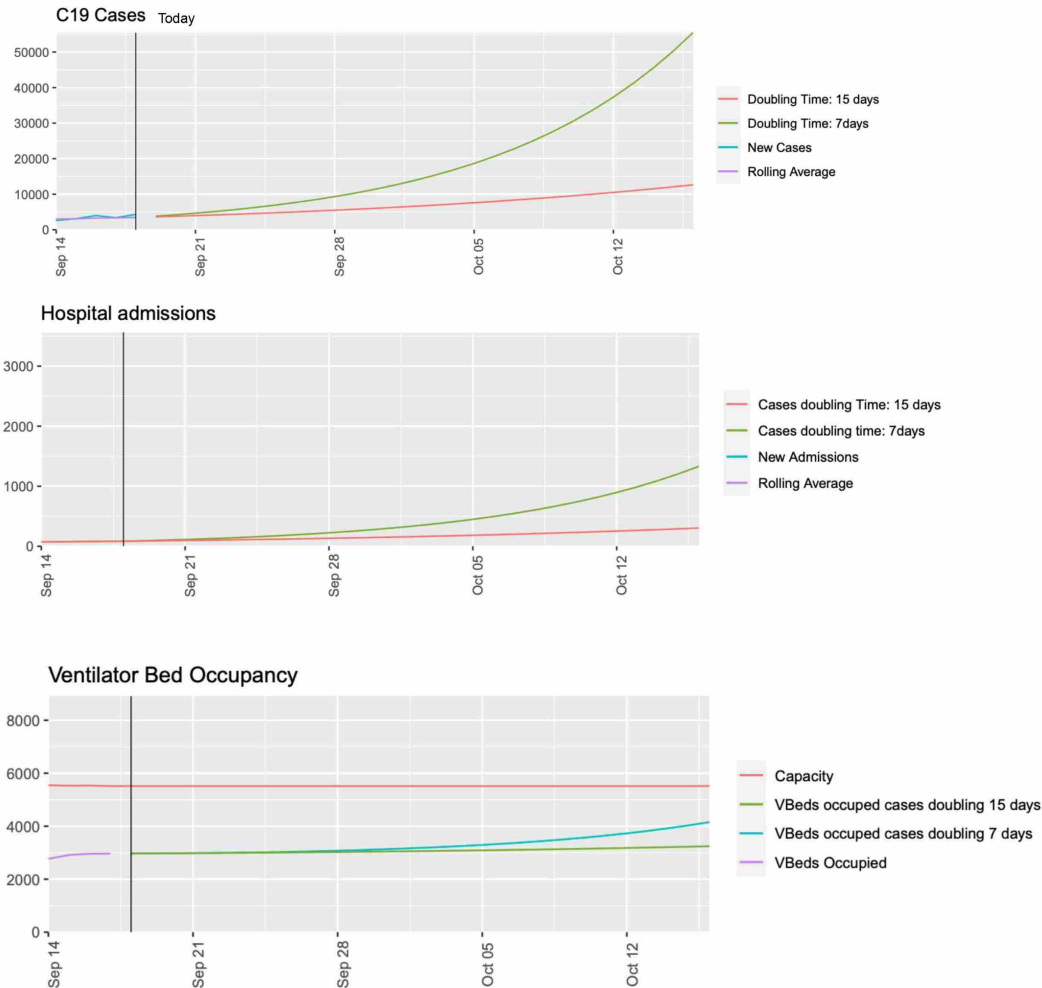 C19 Cases Today
50000
40000
30000
20000
10000
0
Sep 14
Sep 21
Sep 28
Oct 05
Oct 12
Doubling Time: 15 days
Doubling Time: 7days
New Cases
Rolling Average
Hospital admissions
3000
2000
1000
0
Sep 14
Sep 21
Sep 28
Oct 05
Oct 12
Cases doubling Time: 15 days
Cases doubling time: 7days
New Admissions
Rolling Average
Ventilator Bed Occupancy
8000
6000
4000
2000
0
Sep 14
Sep 21
Sep 28
Oct 05
Oct 12
Capacity
VBeds occuped cases doubling 15 days
VBeds occuped cases doubling 7 days
VBeds Occupied